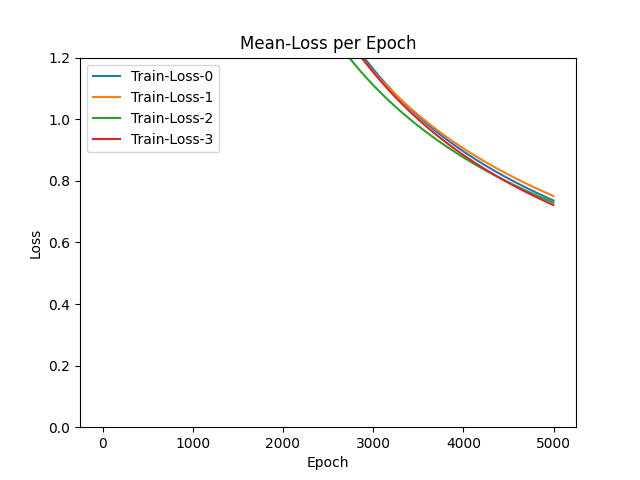 Mean-Loss per Epoch
Train-Loss-0
Train-Loss-1
Train-Loss-2
Train-Loss-3
Loss
1.2
1.0
0.8
0.6
0.4
0.2
0.0
0 1000 2000 3000 4000 5000
Epoch